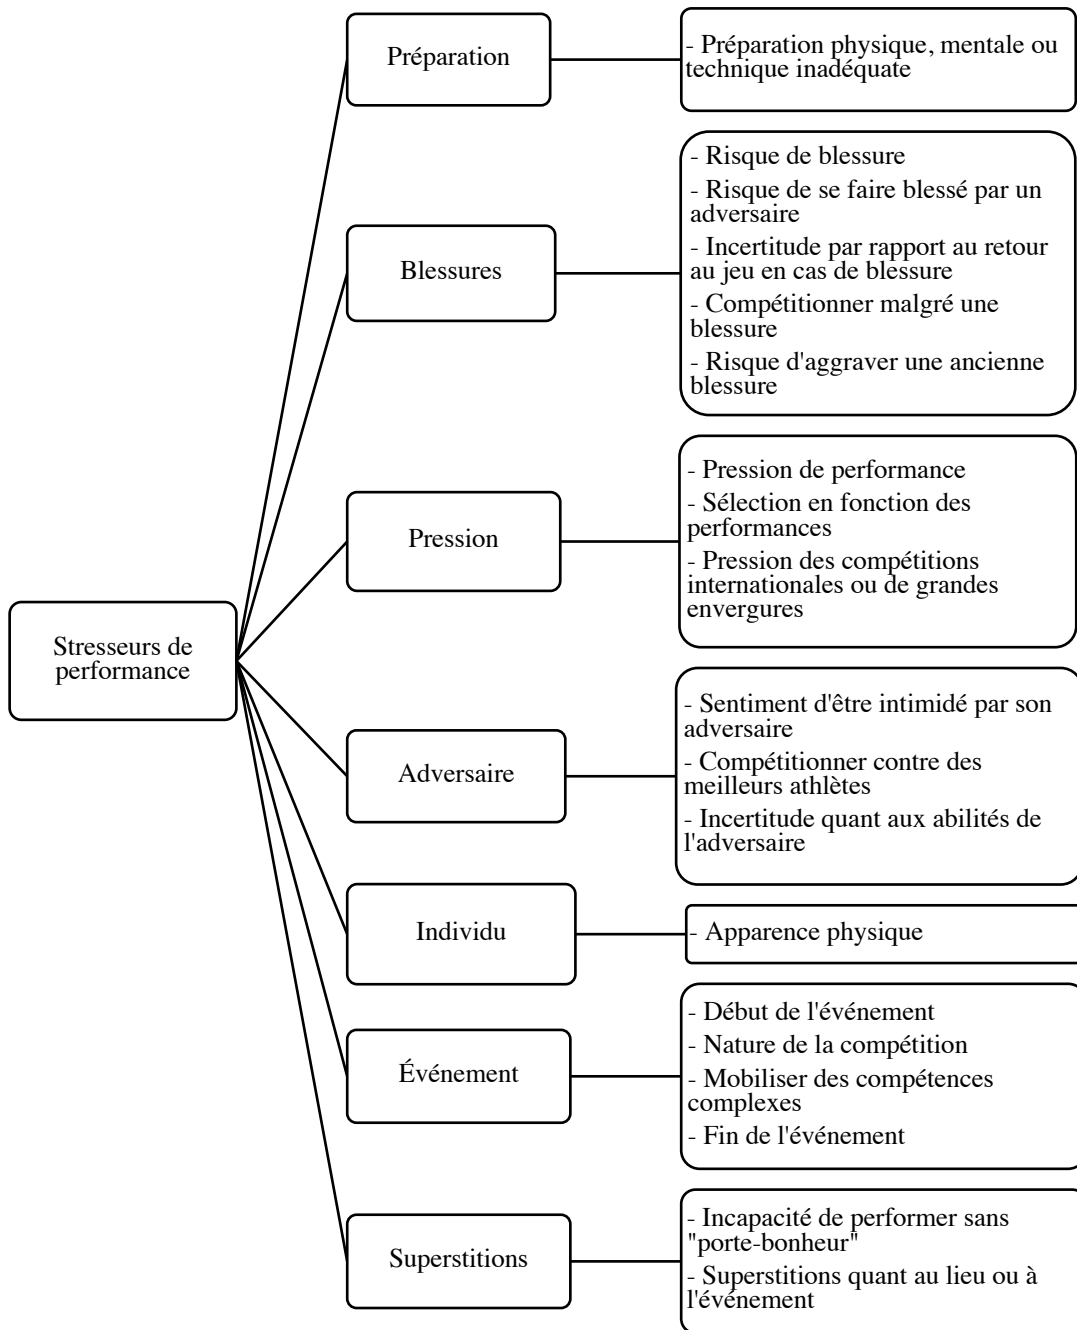 Préparation
- Préparation physique, mentale ou
technique inadéquate
Blessures
- Risque de blessure
- Risque de se faire blessé par un
adversaire
- Incertitude par rapport au retour
au jeu en cas de blessure
- Compétitionner malgré une
blessure
- Risque d'aggraver une ancienne
blessure
Pression
- Pression de performance
- Sélection en fonction des
performances
- Pression des compétitions
internationales ou de grandes
envergures
Stresseurs de
performance
Adversaire
- Sentiment d'être intimidé par son
adversaire
- Compétitionner contre des
meilleurs athlètes
- Incertitude quant aux abilités de
l'adversaire
Individu
- Apparence physique
Événement
- Début de l'événement
- Nature de la compétition
- Mobiliser des compétences
complexes
- Fin de l'événement
Superstitions
- Incapacité de performer sans
"porte-bonheur"
- Superstitions quant au lieu ou à
l'événement